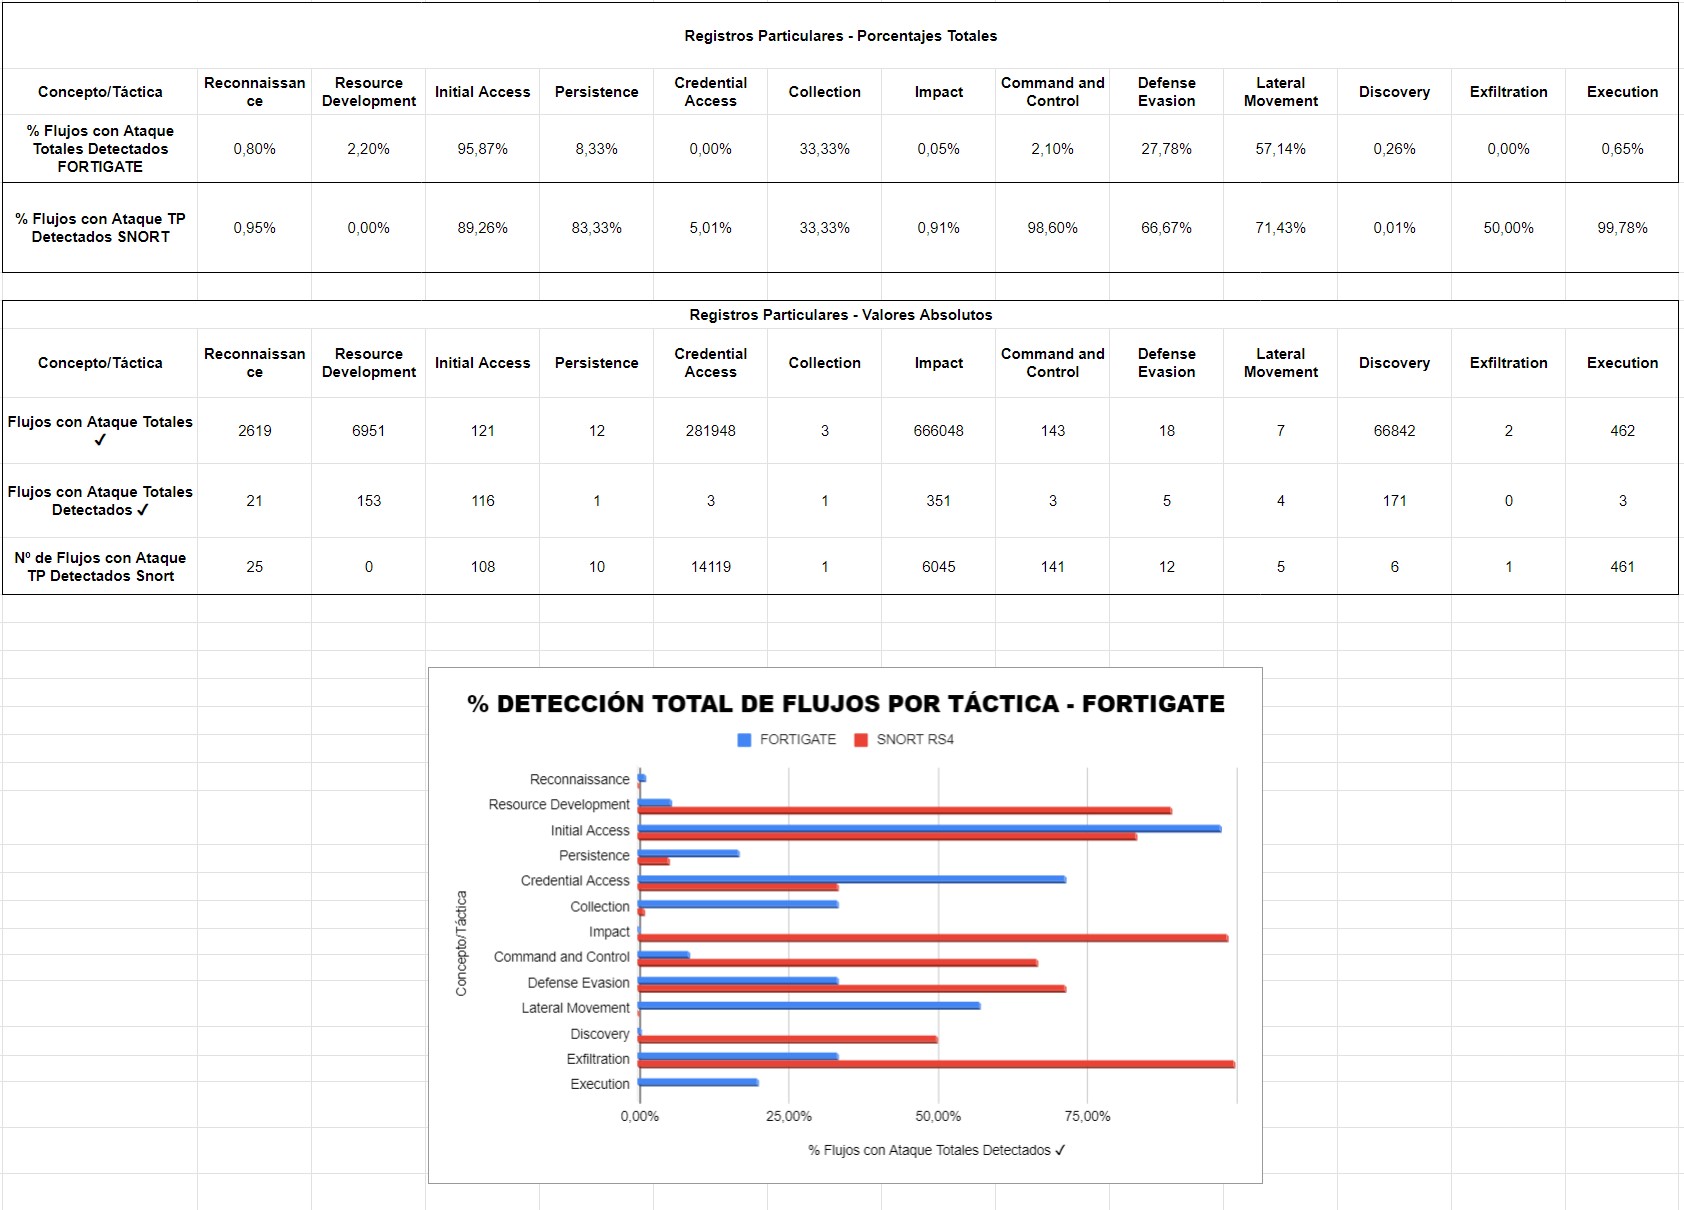 Registros Particulares - Porcentajes Totales
Concepto/Táctica Reconnaissan ce Resource Development Initial Access Persistence Credential Access Collection Impact Command and Control Defense Evasion Lateral Movement Discovery Exfiltration Execution
% Flujos con Ataque Totales Detectados FORTIGATE 0,80% 2,20% 95,87% 8,33% 0,00% 33,33% 0,05% 2,10% 27,78% 57,14% 0,26% 0,00% 0,65%
% Flujos con Ataque TP Detectados SNORT 0,95% 0,00% 89,26% 83,33% 5,01% 33,33% 0,91% 98,60% 66,67% 71,43% 0,01% 50,00% 99,78%
Registros Particulares - Valores Absolutos
Concepto/Táctica Reconnaissan ce Resource Development Initial Access Persistence Credential Access Collection Impact Command and Control Defense Evasion Lateral Movement Discovery Exfiltration Execution
Flujos con Ataque Totales ✓ 2619 6951 121 12 281948 3 666048 143 18 7 66842 2 462
Flujos con Ataque Totales Detectados ✓ 21 153 116 1 3 1 351 3 5 4 171 0 3
Nº de Flujos con Ataque TP Detectados Snort 25 0 108 10 14119 1 6045 141 12 5 6 1 461
% DETECCIÓN TOTAL DE FLUJOS POR TÁCTICA - FORTIGATE
FORTIGATE SNORT RS4
Concepto/Táctica
Reconnaissance
Resource Development
Initial Access
Persistence
Credential Access
Collection
Impact
Command and Control
Defense Evasion
Lateral Movement
Discovery
Exfiltration
Execution
0,00% 25,00% 50,00% 75,00%
% Flujos con Ataque Totales Detectados ✓